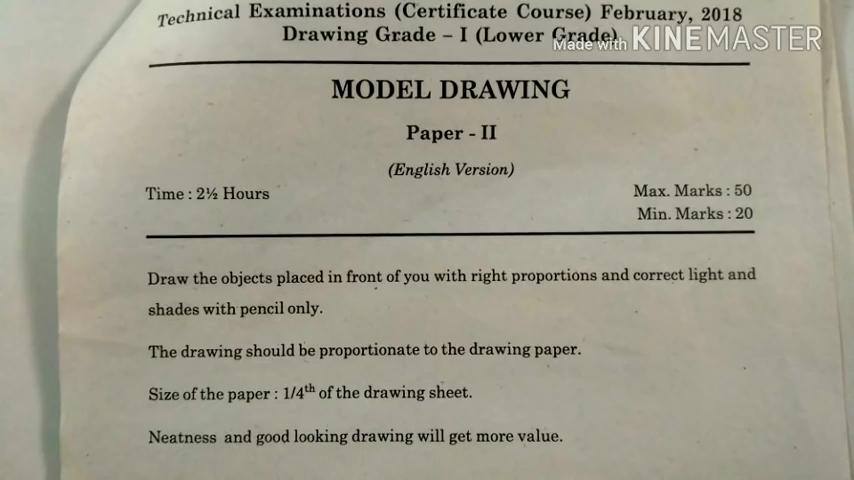 Technical Examinations (Certificate Course) February, 2018
Drawing Grade – I (Lower Grade)
Made with KINEMASTER
MODEL DRAWING
Paper - II
(English Version)
Time : 2½ Hours
Max. Marks : 50
Min. Marks : 20
Draw the objects placed in front of you with right proportions and correct light and
shades with pencil only.
The drawing should be proportionate to the drawing paper.
Size of the paper : 1/4th of the drawing sheet.
Neatness and good looking drawing will get more value.